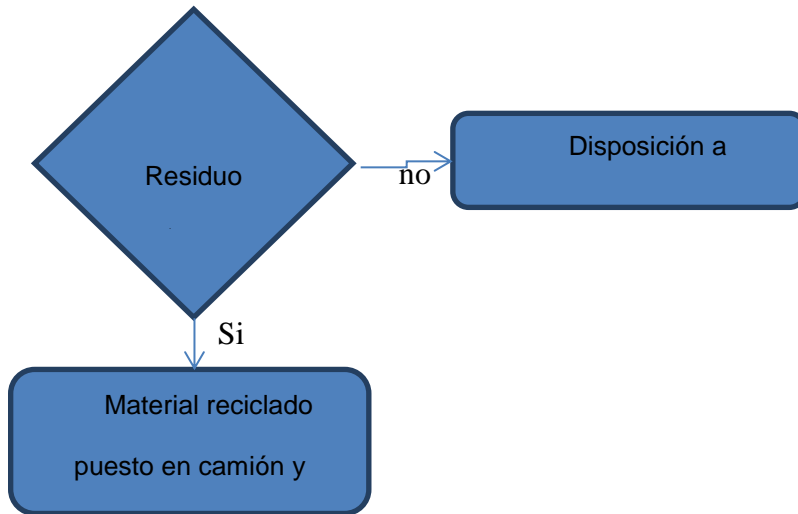 Residuo
no
Disposición a
Si
Material reciclado
puesto en camión y